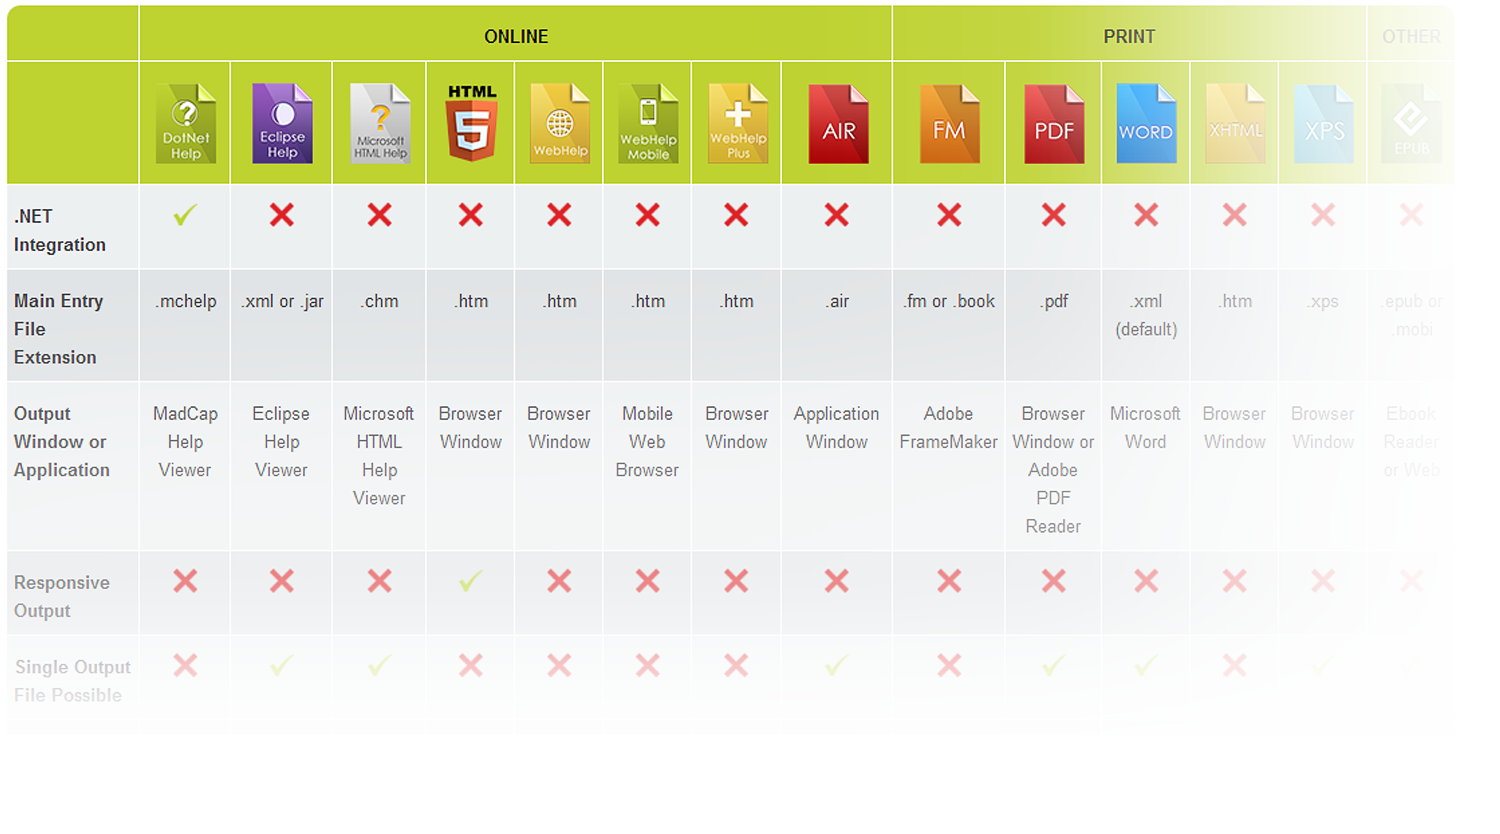 ONLINE PRINT OTHER
DotNet Help Eclipse Help Microsoft HTML Help HTML 5 WebHelp WebHelp Mobile WebHelp Plus AIR FM PDF WORD XHTML XPS EPUB
.NET
Integration
Main Entry .mchelp .xml or .jar .chm .htm .htm .htm .htm .air .fm or .book .pdf .xml .htm .xps .epub or
File (default) .mobi
Extension
Output MadCap Eclipse Microsoft Browser Browser Mobile Browser Application Adobe Browser Microsoft Browser Browser Ebook
Window or Help Help HTML Window Window Web Window Window FrameMaker Window or Word Window Window Reader
Application Viewer Viewer Help Browser Adobe or Web
Viewer PDF
Reader
Responsive
Output
Single Output
File Possible